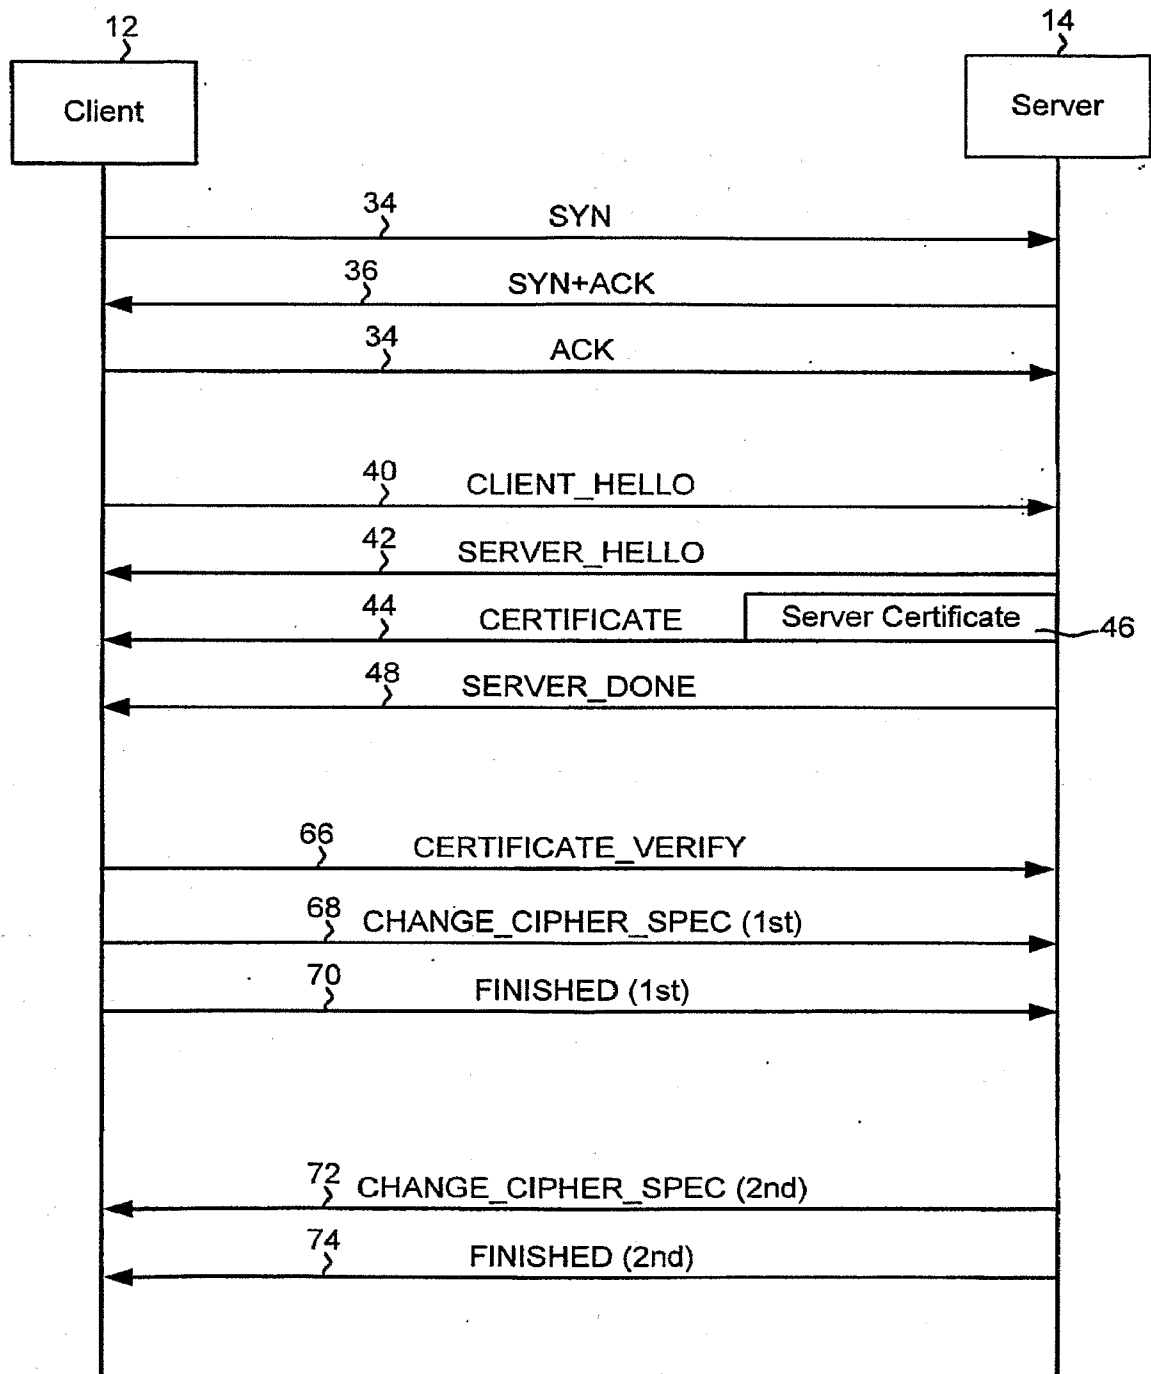 12
14
Client
Server
34
SYN
36
SYN+ACK
34
ACK
40
CLIENT_HELLO
42
SERVER_HELLO
44
CERTIFICATE
Server Certificate
46
48
SERVER_DONE
66
CERTIFICATE_VERIFY
68
CHANGE_CIPHER_SPEC (1st)
70
FINISHED (1st)
72
CHANGE_CIPHER_SPEC (2nd)
74
FINISHED (2nd)